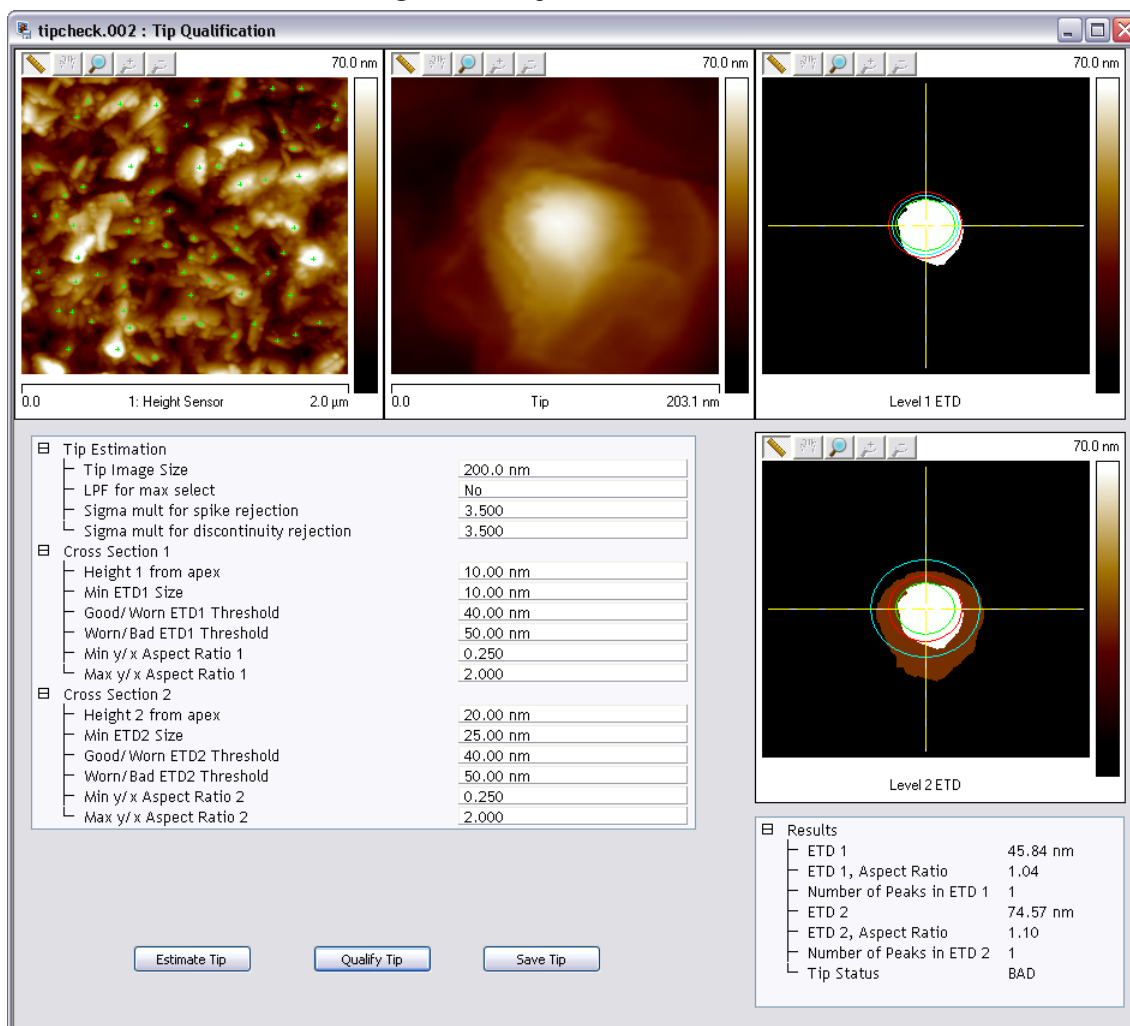 tipcheck.002 : Tip Qualification
70.0 nm
70.0 nm
70.0 nm
0.0 1: Height Sensor 2.0 µm
0.0 Tip 203.1 nm
Level 1 ETD
Tip Estimation
Tip Image Size 200.0 nm
LPF for max select No
Sigma mult for spike rejection 3.500
Sigma mult for discontinuity rejection 3.500
Cross Section 1
Height 1 from apex 10.00 nm
Min ETD1 Size 10.00 nm
Good/Worn ETD1 Threshold 40.00 nm
Worn/Bad ETD1 Threshold 50.00 nm
Min y/x Aspect Ratio 1 0.250
Max y/x Aspect Ratio 1 2.000
Cross Section 2
Height 2 from apex 20.00 nm
Min ETD2 Size 25.00 nm
Good/Worn ETD2 Threshold 40.00 nm
Worn/Bad ETD2 Threshold 50.00 nm
Min y/x Aspect Ratio 2 0.250
Max y/x Aspect Ratio 2 2.000
70.0 nm
Level 2 ETD
Results
ETD 1 45.84 nm
ETD 1, Aspect Ratio 1.04
Number of Peaks in ETD 1 1
ETD 2 74.57 nm
ETD 2, Aspect Ratio 1.10
Number of Peaks in ETD 2 1
Tip Status BAD
Estimate Tip
Qualify Tip
Save Tip